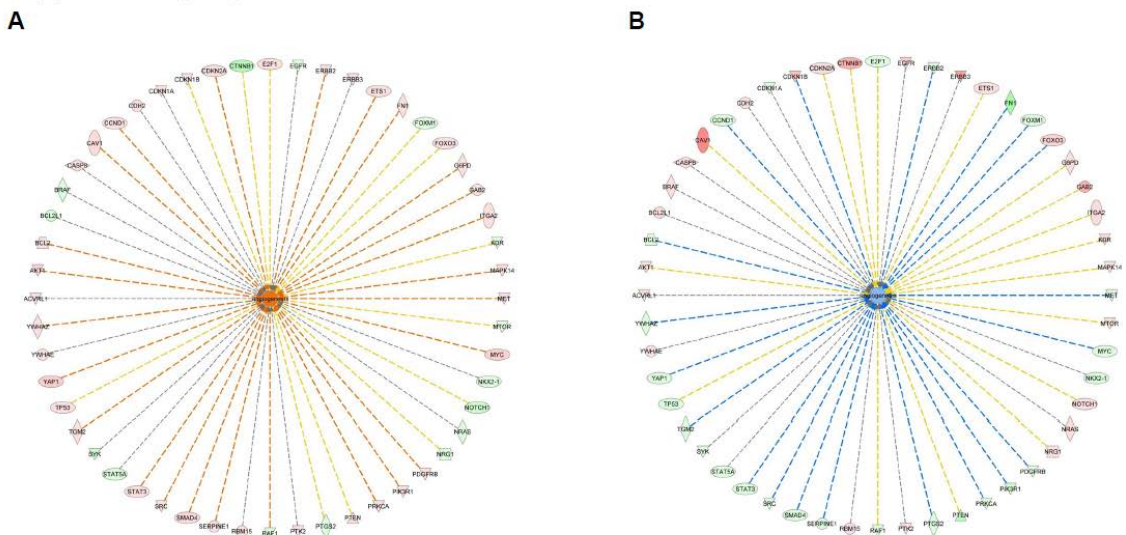 A
B
E2F1
EGFR
ERBB2
ERBB3
ETS1
FN1
FOXM1
FOXO3
G6PD
GAB2
ITGA2
KDR
MAPK14
MET
MTOR
MYC
NKX2-1
NOTCH1
NRAS
NRG1
PDGFRB
PIK3R1
PRKCA
PTEN
PTGS2
PTK2
RAF1
RBM15
SERPINE1
SMAD4
SRC
STAT3
STAT5A
SYK
TGM2
TP53
YAP1
YWHAE
YWHAZ
ACVRL1
AKT1
BCL2
BCL2L1
BRAF
CASP8
CAV1
CCND1
CDH2
CDKN1A
CDKN1B
CDKN2A
CTNNB1
E2F1
EGFR
ERBB2
ERBB3
ETS1
FN1
FOXM1
FOXO3
G6PD
GAB2
ITGA2
KDR
MAPK14
MET
MTOR
MYC
NKX2-1
NOTCH1
NRAS
NRG1
PDGFRB
PIK3R1
PRKCA
PTEN
PTGS2
PTK2
RAF1
RBM15
SERPINE1
SMAD4
SRC
STAT3
STAT5A
SYK
TGM2
TP53
YAP1
YWHAE
YWHAZ
ACVRL1
AKT1
BCL2
BCL2L1
BRAF
CASP8
CAV1
CCND1
CDH2
CDKN1A
CDKN1B
CDKN2A
CTNNB1